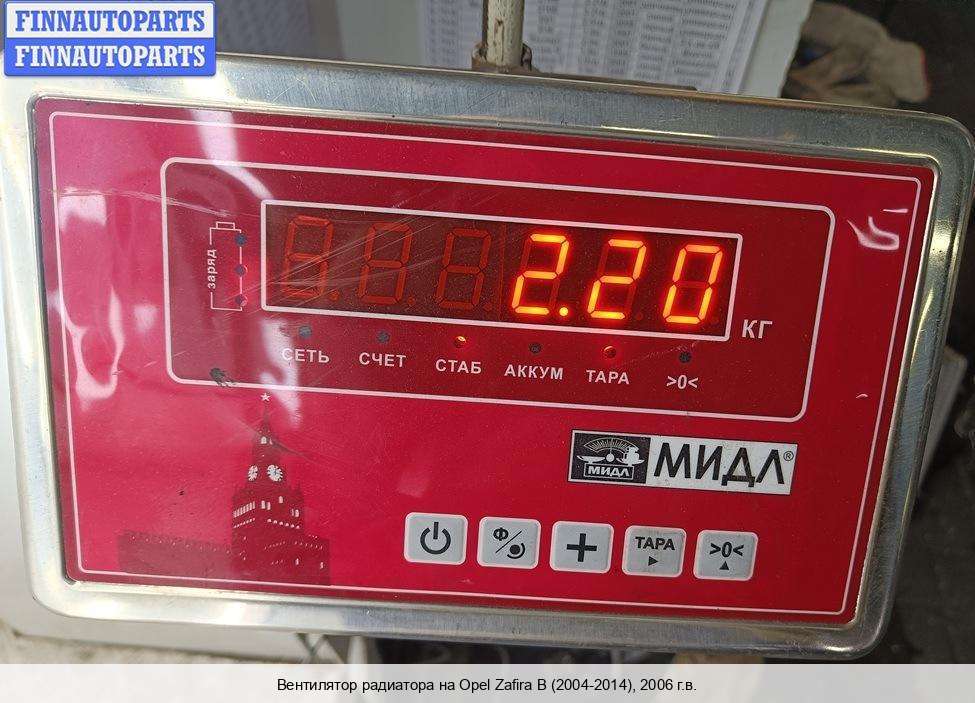 FINNAUTOPARTS
FINNAUTOPARTS
заряд
2.20
КГ
СЕТЬ СЧЕТ СТАБ АККУМ ТАРА >0<
МИДЛ МИДЛ®
Ф
+
ТАРА
>0<
Вентилятор радиатора на Opel Zafira B (2004-2014), 2006 г.в.